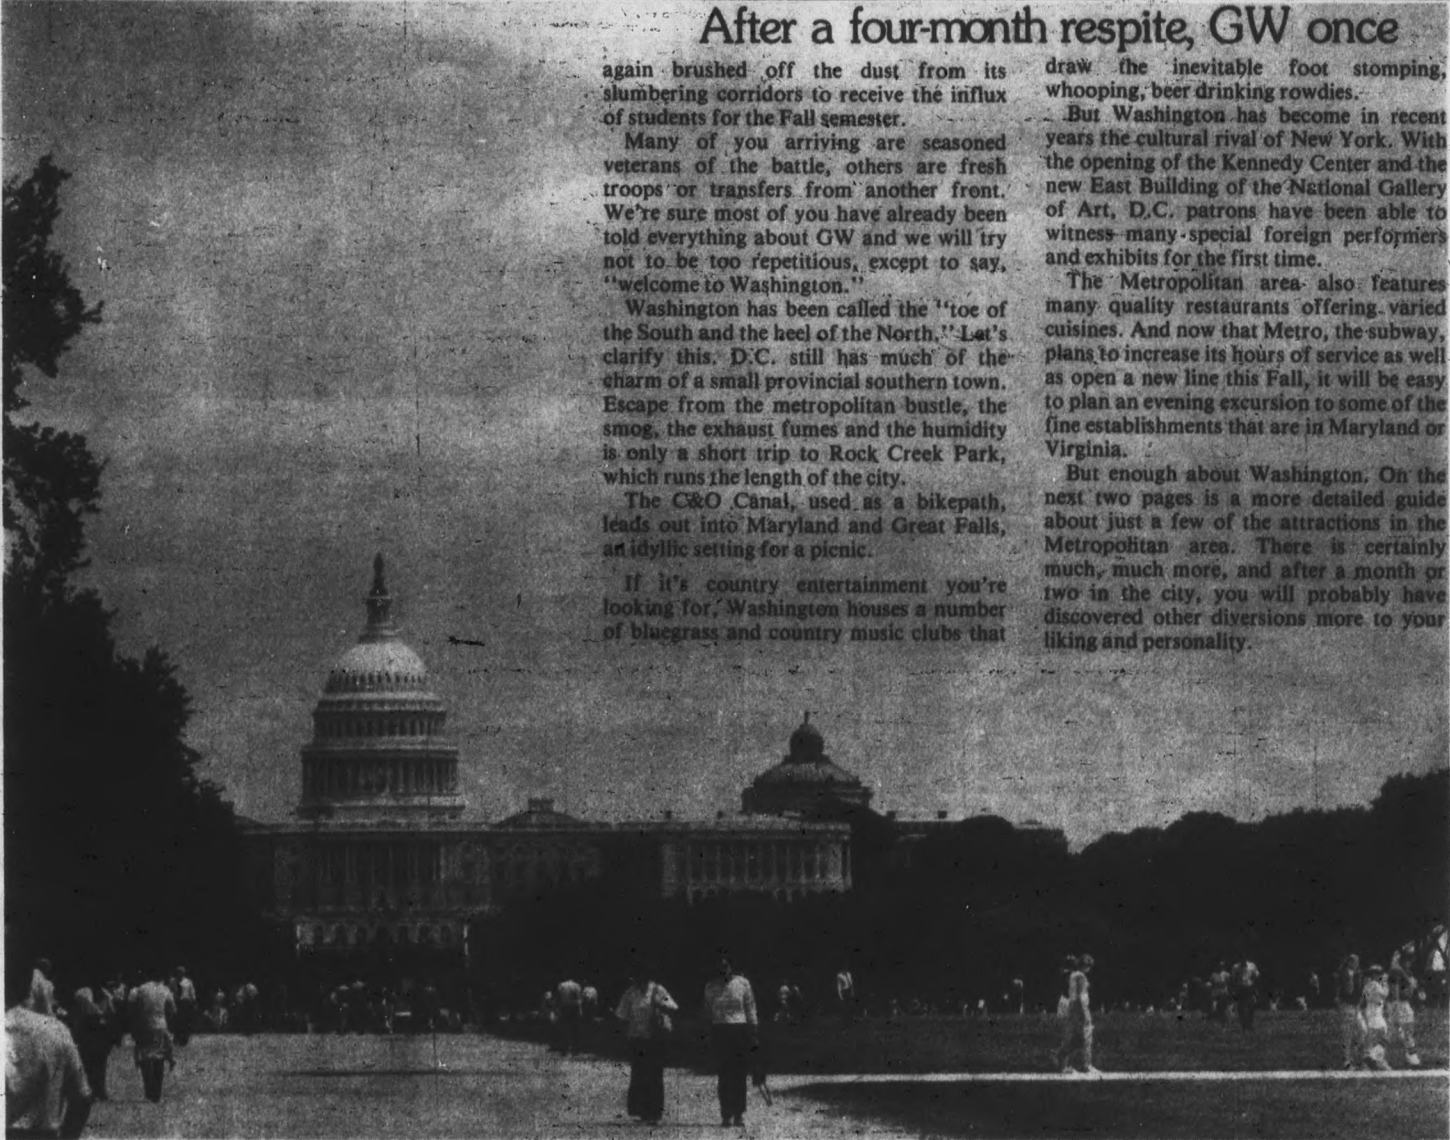 After a four-month respite, GW once
again brushed off the dust from its
slumbering corridors to receive the influx
of students for the Fall semester.
Many of you arriving are seasoned
veterans of the battle, others are fresh
troops or transfers from another front.
We're sure most of you have already been
told everything about GW and we will try
not to be too repetitious, except to say,
"welcome to Washington."
Washington has been called the "toe of
the South and the heel of the North." Let's
clarify this. D.C. still has much of the
charm of a small provincial southern town.
Escape from the metropolitan bustle, the
smog, the exhaust fumes and the humidity
is only a short trip to Rock Creek Park,
which runs the length of the city.
The C&O Canal, used as a bikepath,
leads out into Maryland and Great Falls,
an idyllic setting for a picnic.
If it's country entertainment you're
looking for, Washington houses a number
of bluegrass and country music clubs that
draw the inevitable foot stomping,
whooping, beer drinking rowdies.
But Washington has become in recent
years the cultural rival of New York. With
the opening of the Kennedy Center and the
new East Building of the National Gallery
of Art, D.C. patrons have been able to
witness many special foreign performers
and exhibits for the first time.
The Metropolitan area also features
many quality restaurants offering varied
cuisines. And now that Metro, the subway,
plans to increase its hours of service as well
as open a new line this Fall, it will be easy
to plan an evening excursion to some of the
fine establishments that are in Maryland or
Virginia.
But enough about Washington. On the
next two pages is a more detailed guide
about just a few of the attractions in the
Metropolitan area. There is certainly
much, much more, and after a month or
two in the city, you will probably have
discovered other diversions more to your
liking and personality.